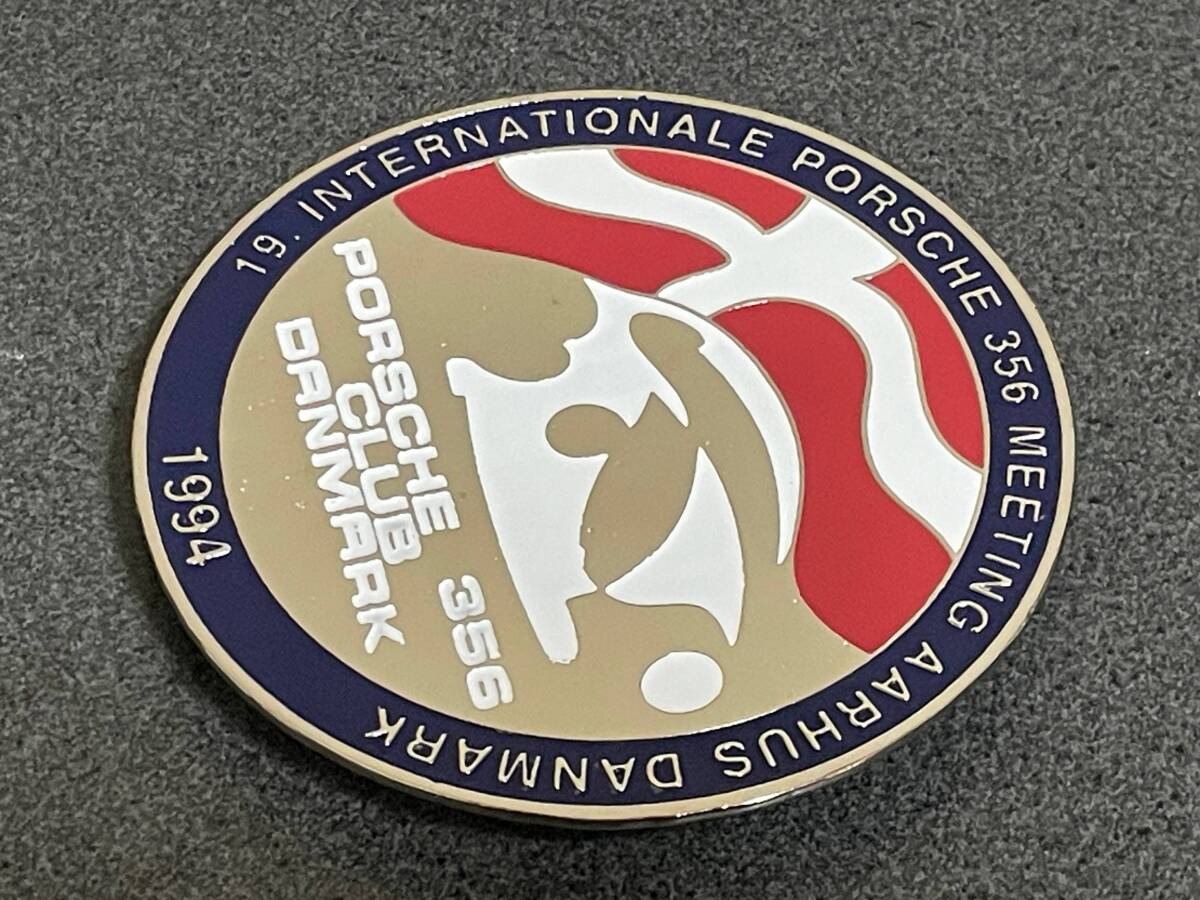 19. INTERNATIONALE PORSCHE 356 MEETING AARHUS DANMARK
1994
PORSCHE 356
CLUB
DANMARK